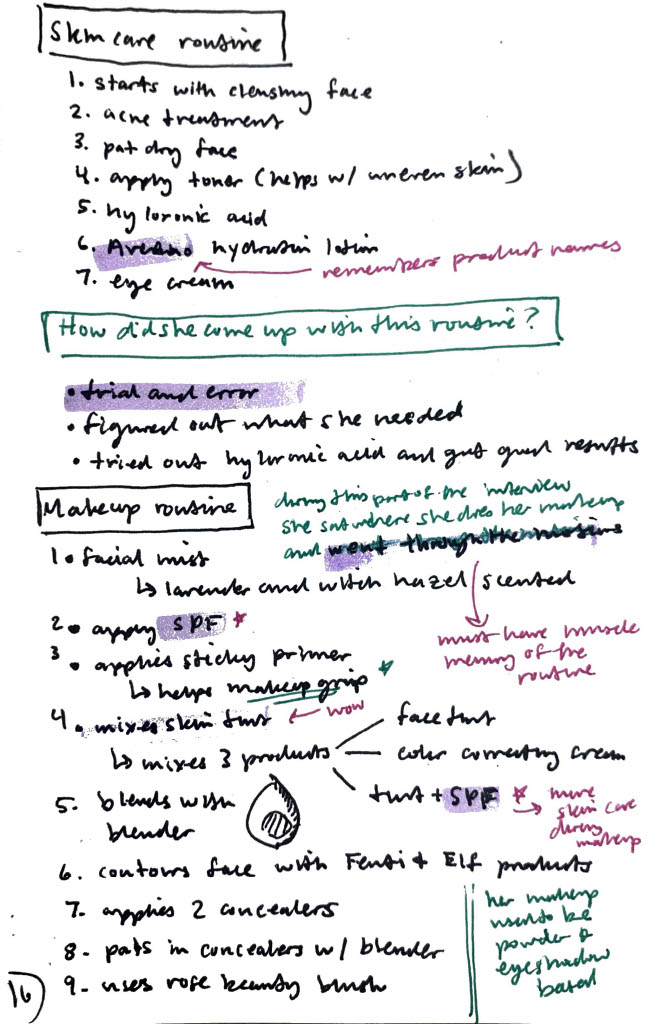 Skin care routine
1. starts with cleansing face
2. acne treatment
3. pat dry face
4. apply toner (helps w/ uneven skin)
5. hyloronic acid
6. Aveeno hydratin lotion
remembers product names
7. eye cream
How did she come up with this routine?
• trial and error
• figured out what she needed
• tried out hyloronic acid and got good results
Makeup routine
during this part of the interview
she sat where she does her makeup
and went through the motions
1. facial mist
↳ lavender and witch hazel scented
must have muscle
memory of the
routine
2. apply SPF *
3. applies sticky primer
↳ helps makeup grip *
4. mixes skin tint ← wow
↳ mixes 3 products
face tint
color correcting cream
tint + SPF *
→ more
skin care
during
makeup
5. blends with
blender
6. contours face with Fenti + Elf products
7. applies 2 concealers
8. pats in concealers w/ blender
9. uses rare beauty blush
her makeup
used to be
powder &
eyeshadow
based
16